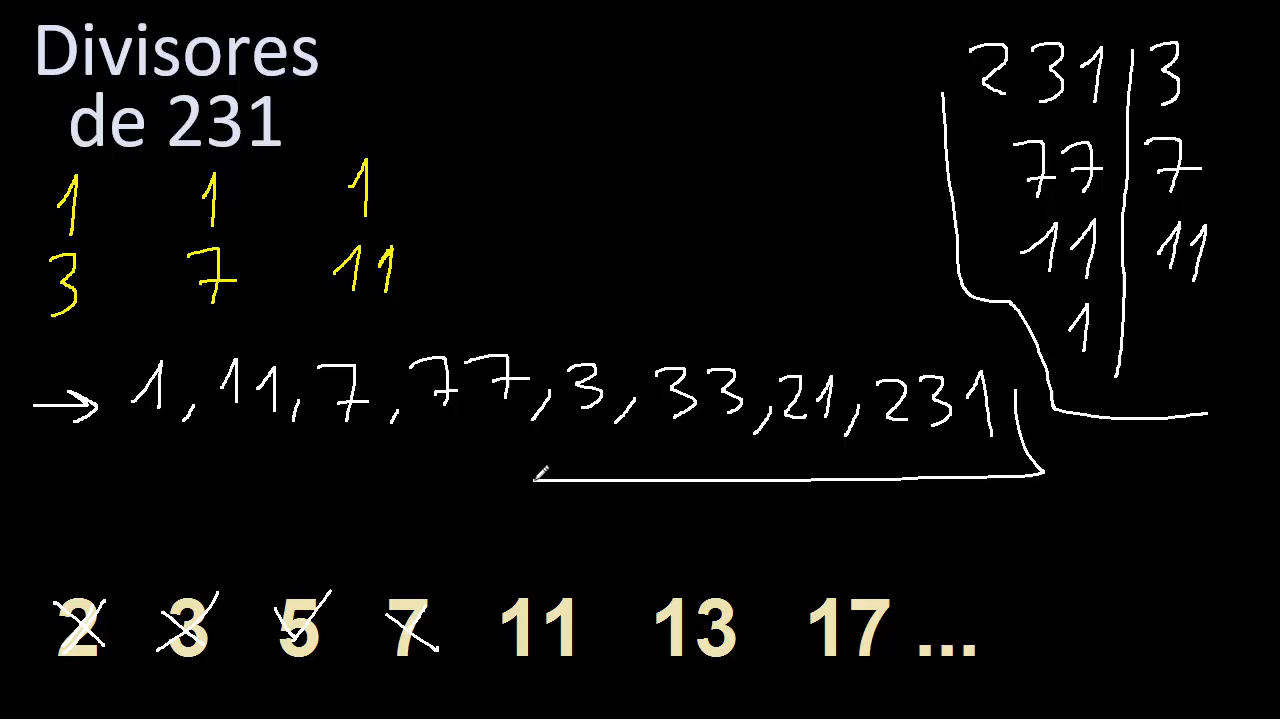 Divisores
de 231
231 | 3
77 | 7
11 | 11
1
1 1 1
3 7 11
→ 1, 11, 7, 77, 3, 33, 21, 231
2 3 5 7 11 13 17 ...